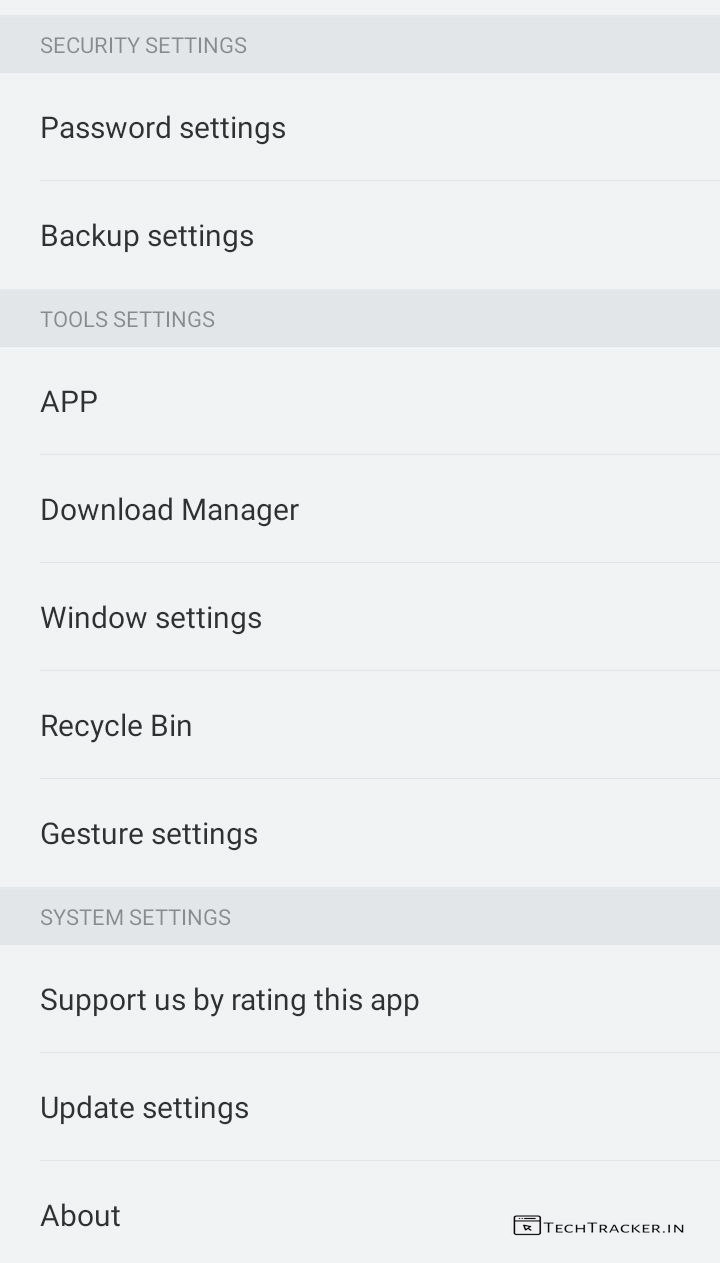 SECURITY SETTINGS
Password settings
Backup settings
TOOLS SETTINGS
APP
Download Manager
Window settings
Recycle Bin
Gesture settings
SYSTEM SETTINGS
Support us by rating this app
Update settings
About
TECHTRACKER.IN